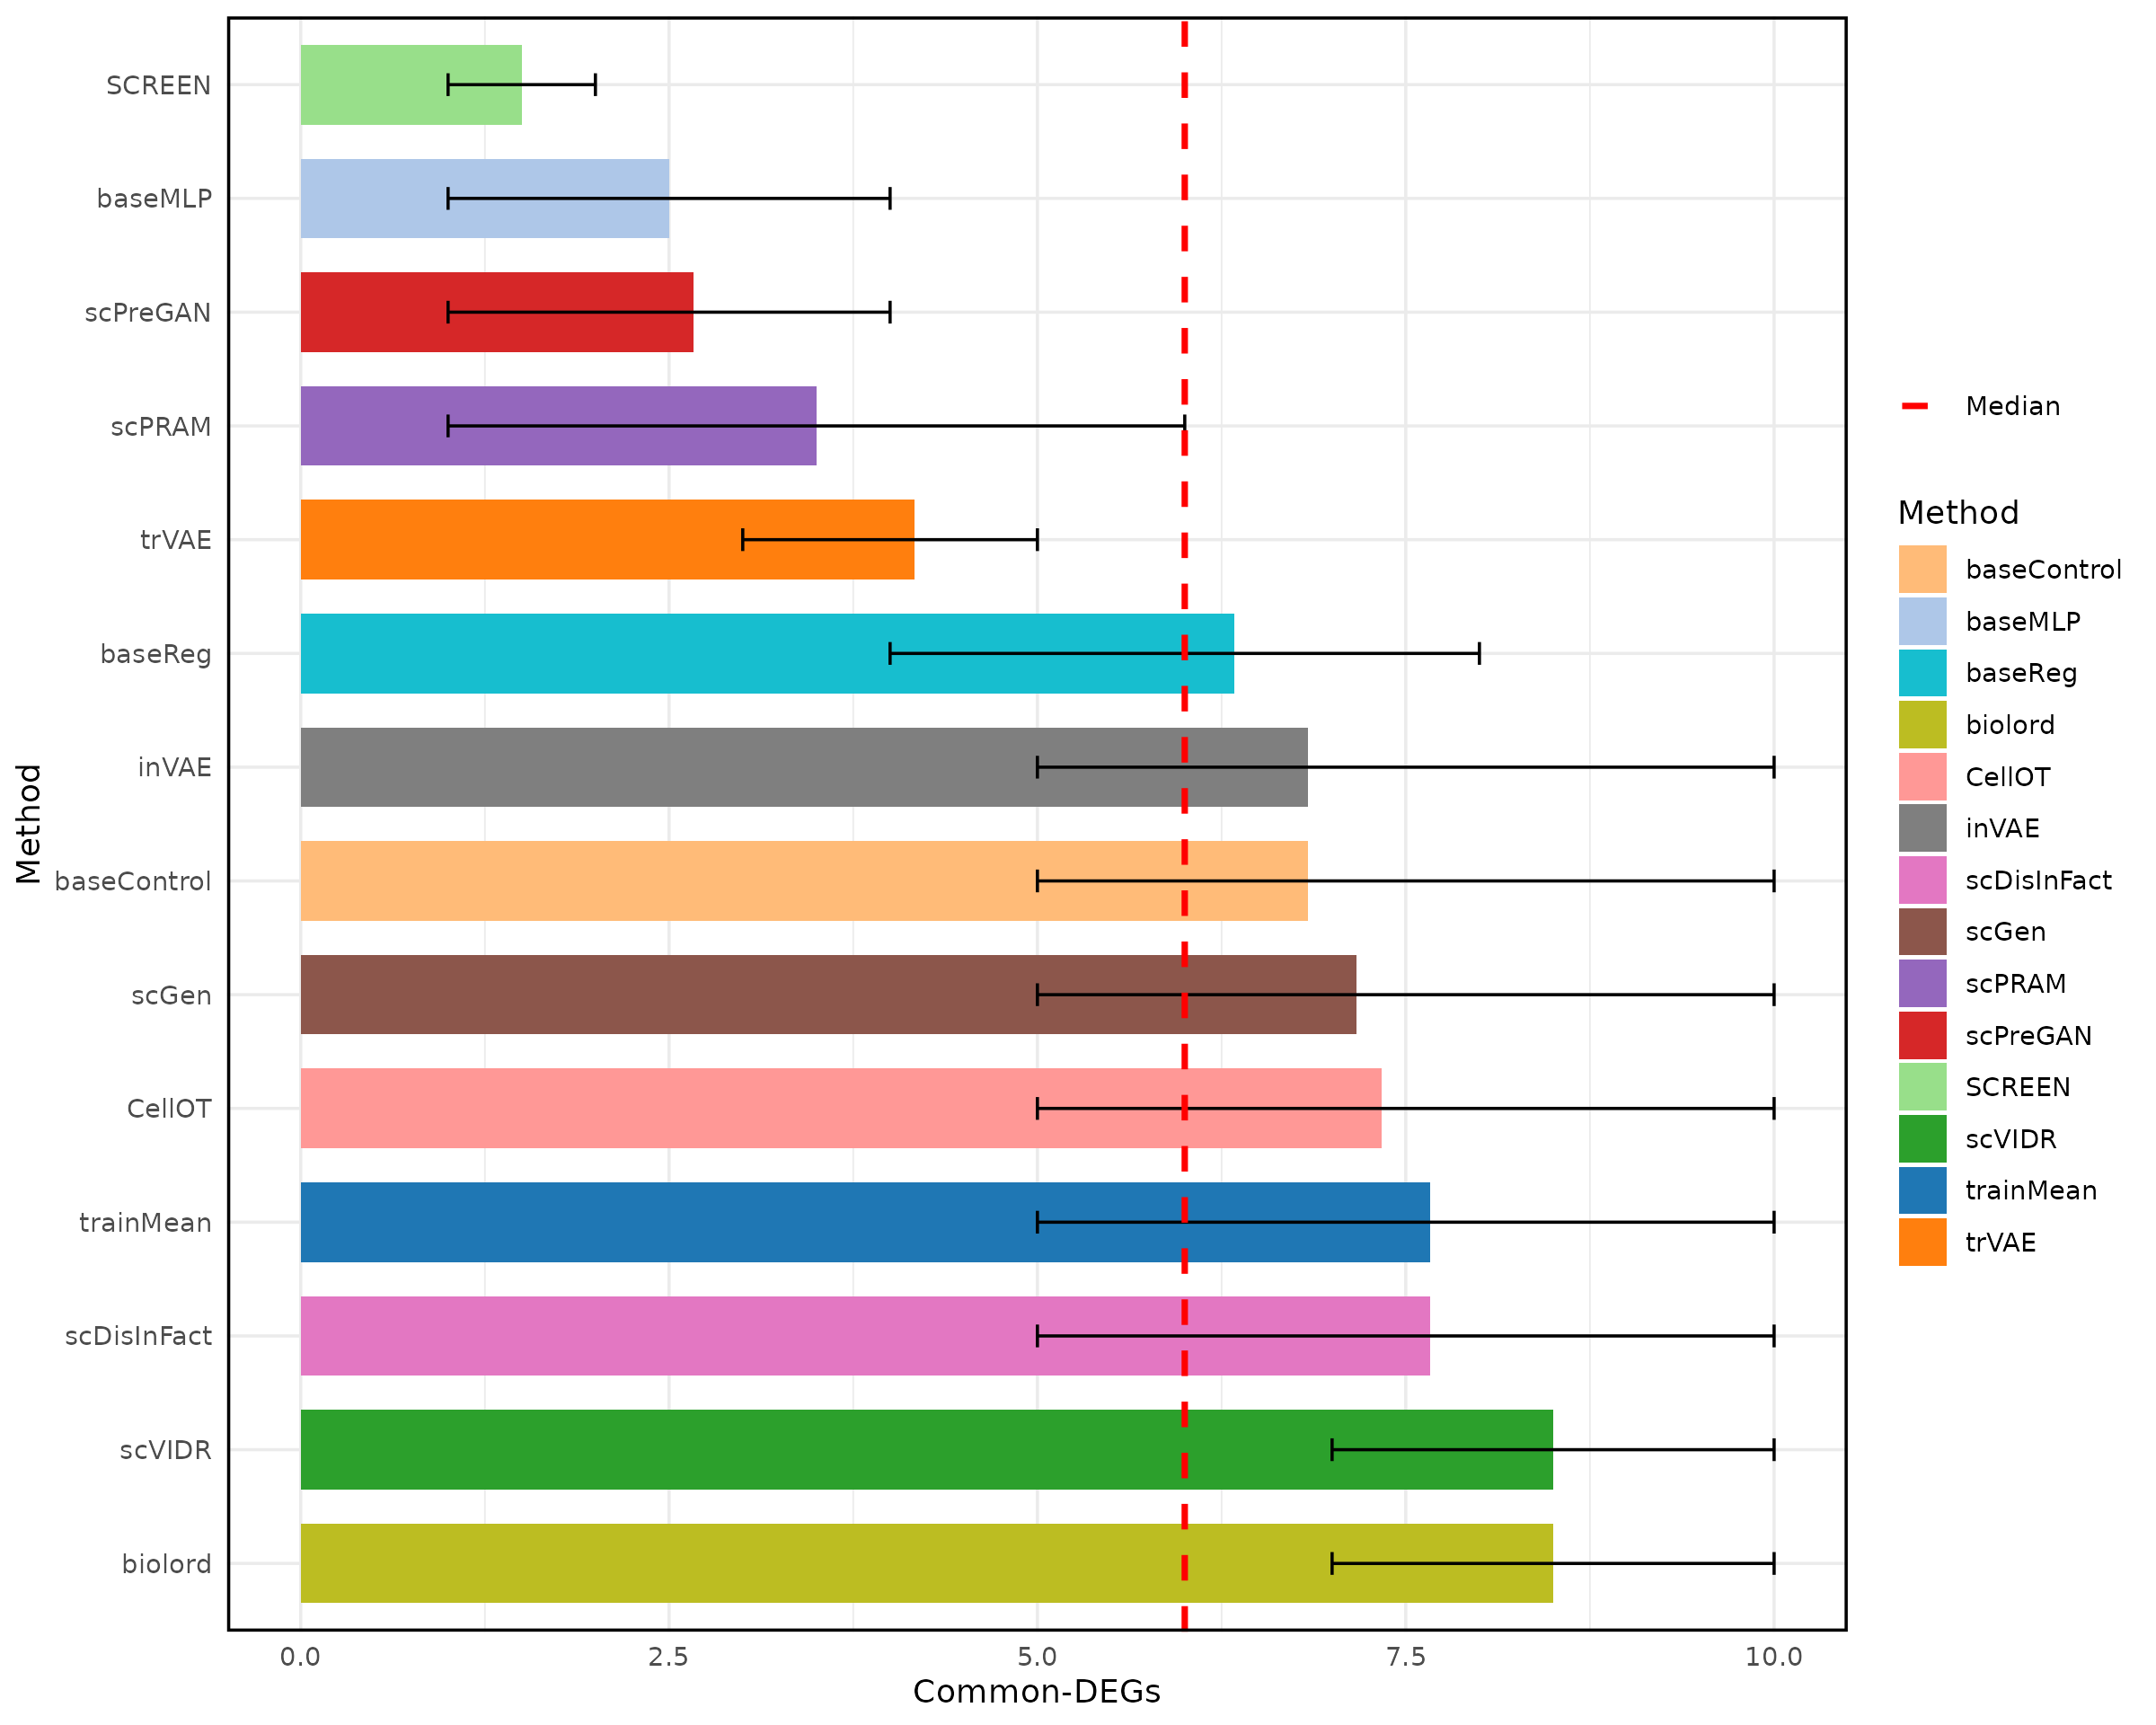 SCREEN
baseMLP
scPreGAN
scPRAM
trVAE
baseReg
inVAE
baseControl
scGen
CellOT
trainMean
scDisInFact
scVIDR
biolord
Method
0.0 2.5 5.0 7.5 10.0
Common-DEGs
Median
Method
baseControl
baseMLP
baseReg
biolord
CellOT
inVAE
scDisInFact
scGen
scPRAM
scPreGAN
SCREEN
scVIDR
trainMean
trVAE